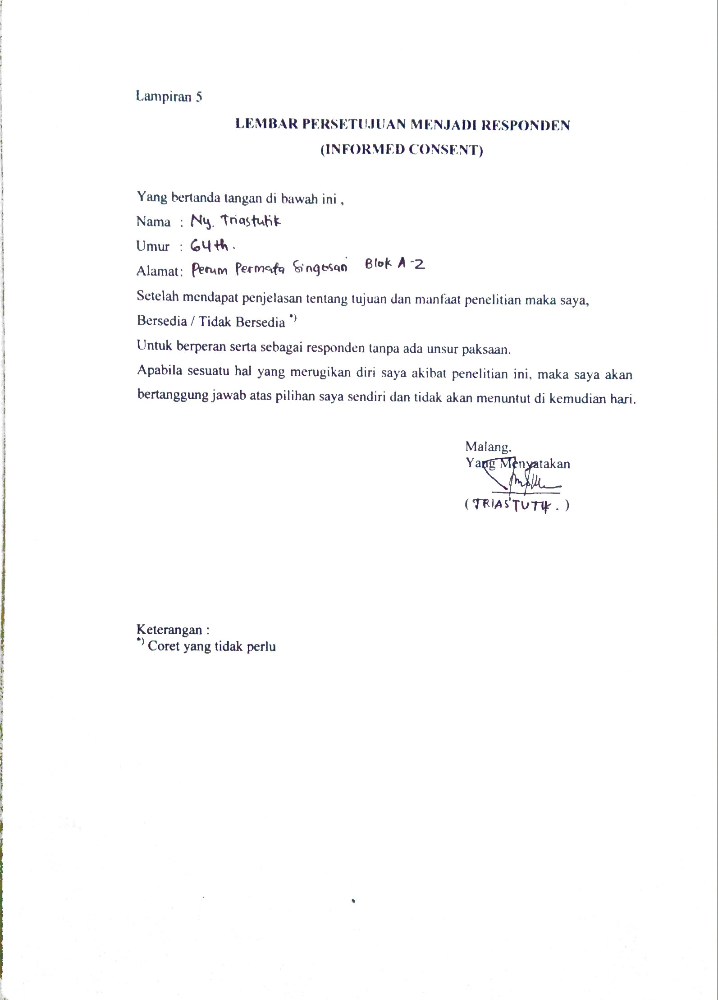 Lampiran 5
LEMBAR PERSETUJUAN MENJADI RESPONDEN
(INFORMED CONSENT)
Yang bertanda tangan di bawah ini ,
Nama : Ny. Triastutik
Umur : 64 th .
Alamat: Perum Permata Singosari Blok A -2
Setelah mendapat penjelasan tentang tujuan dan manfaat penelitian maka saya,
Bersedia / Tidak Bersedia *)
Untuk berperan serta sebagai responden tanpa ada unsur paksaan.
Apabila sesuatu hal yang merugikan diri saya akibat penelitian ini, maka saya akan
bertanggung jawab atas pilihan saya sendiri dan tidak akan menuntut di kemudian hari.
Malang,
Yang Menyatakan
( TRIASTUTIK . )
Keterangan :
*) Coret yang tidak perlu